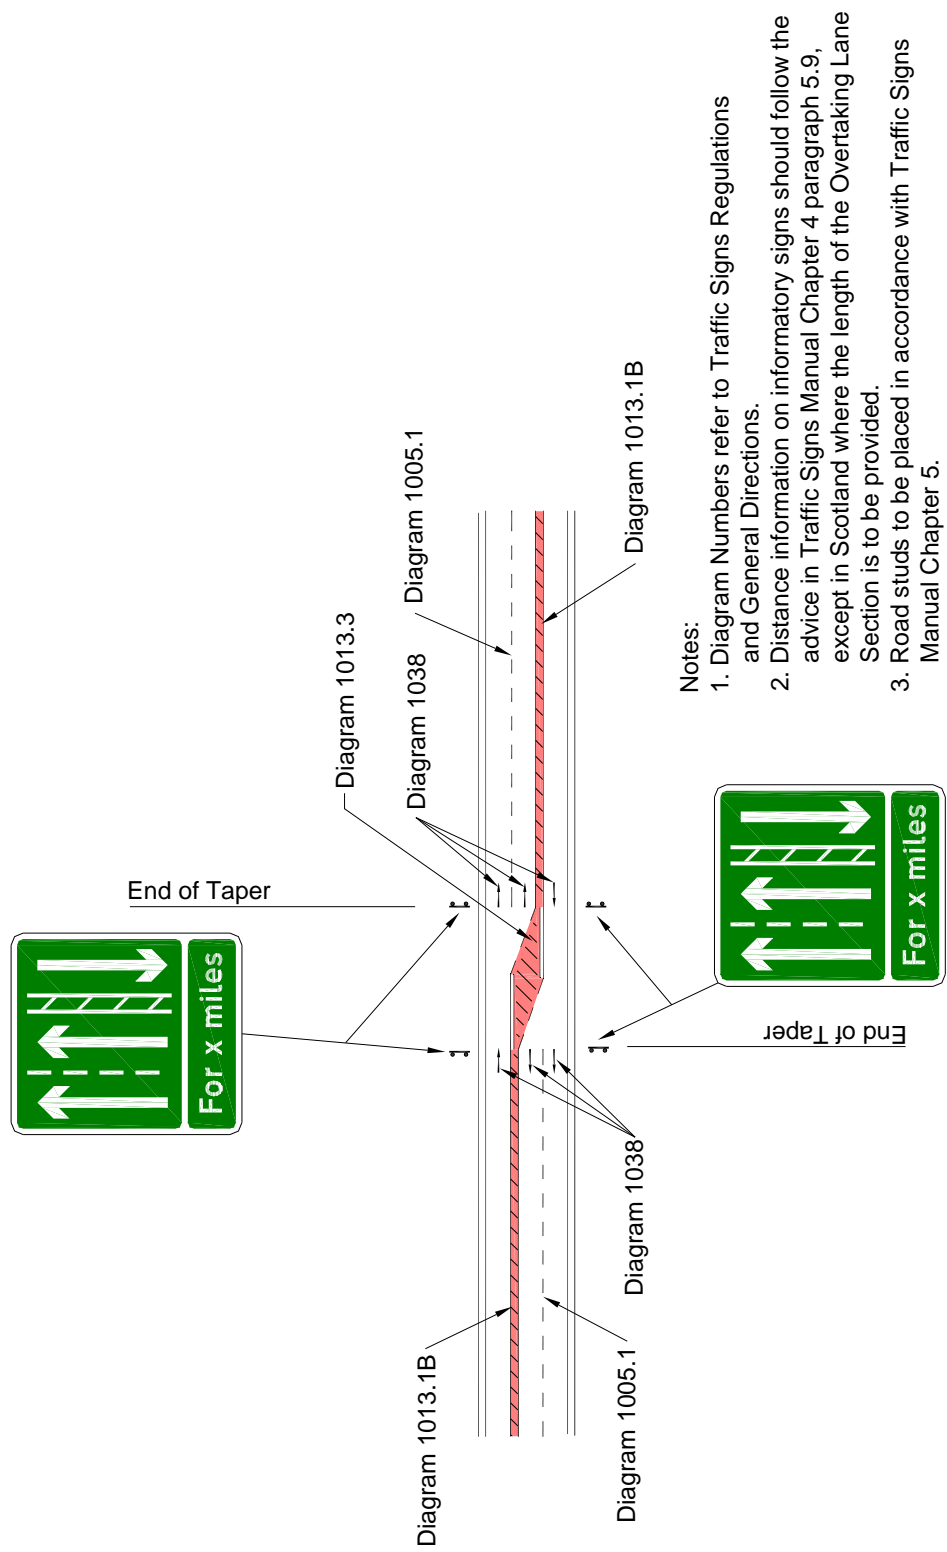 For x miles
End of Taper
Diagram 1013.3
Diagram 1038
Diagram 1005.1
Diagram 1013.1B
Diagram 1013.1B
Diagram 1005.1
Diagram 1038
End of Taper
For x miles
Notes:
1. Diagram Numbers refer to Traffic Signs Regulations
and General Directions.
2. Distance information on informatory signs should follow the
advice in Traffic Signs Manual Chapter 4 paragraph 5.9,
except in Scotland where the length of the Overtaking Lane
Section is to be provided.
3. Road studs to be placed in accordance with Traffic Signs
Manual Chapter 5.